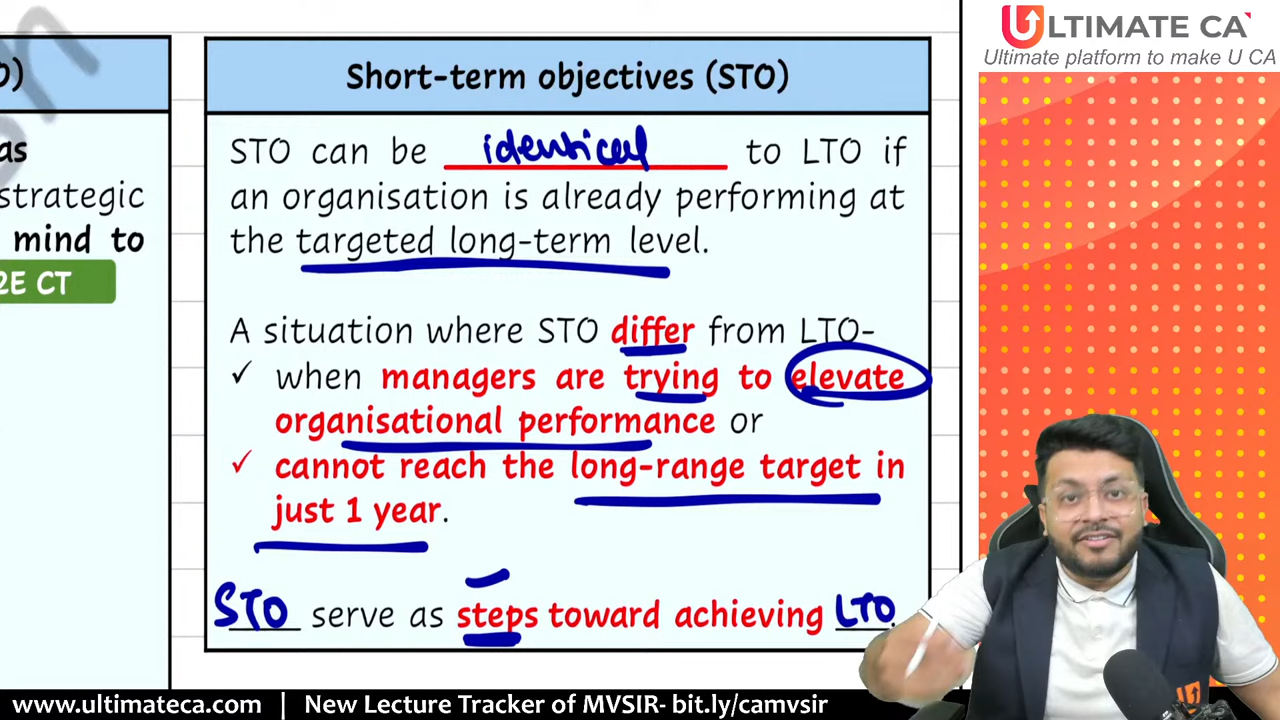 ULTIMATE CA
Ultimate platform to make U CA
on
O)
Short-term objectives (STO)
as
strategic
mind to
2E CT
STO can be identical to LTO if
an organisation is already performing at
the targeted long-term level.
A situation where STO differ from LTO-
✓ when managers are trying to elevate
organisational performance or
✓ cannot reach the long-range target in
just 1 year.
STO serve as steps toward achieving LTO.
www.ultimateca.com | New Lecture Tracker of MVSIR- bit.ly/camvsir